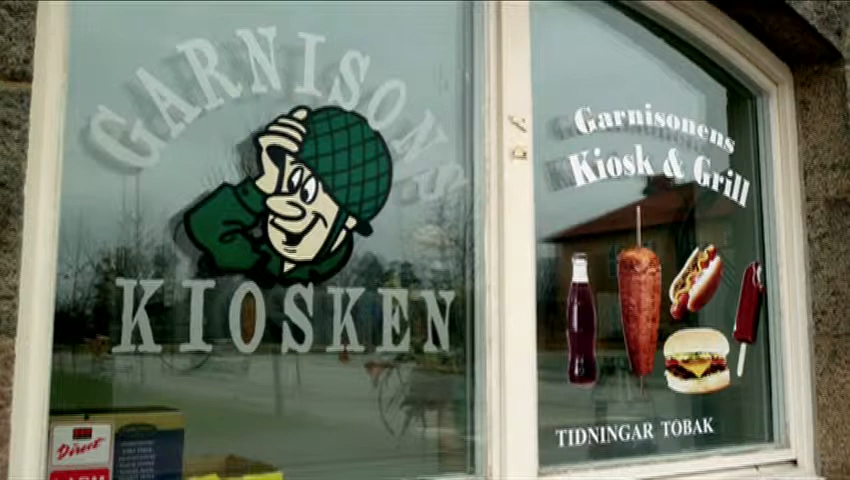 GARNISONS
KIOSKEN
Garnisonens
Kiosk & Grill
TIDNINGAR TOBAK
Direct